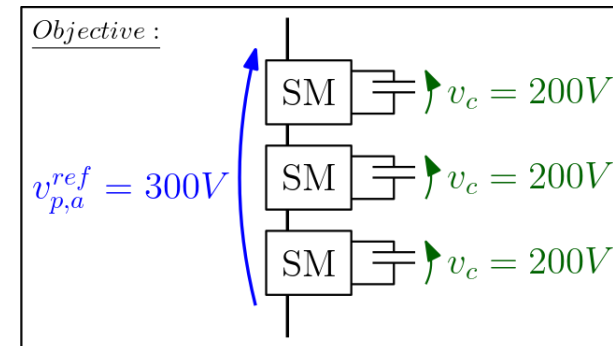 Objective :
SM v_c = 200V
v_{p,a}^{ref} = 300V SM v_c = 200V
SM v_c = 200V